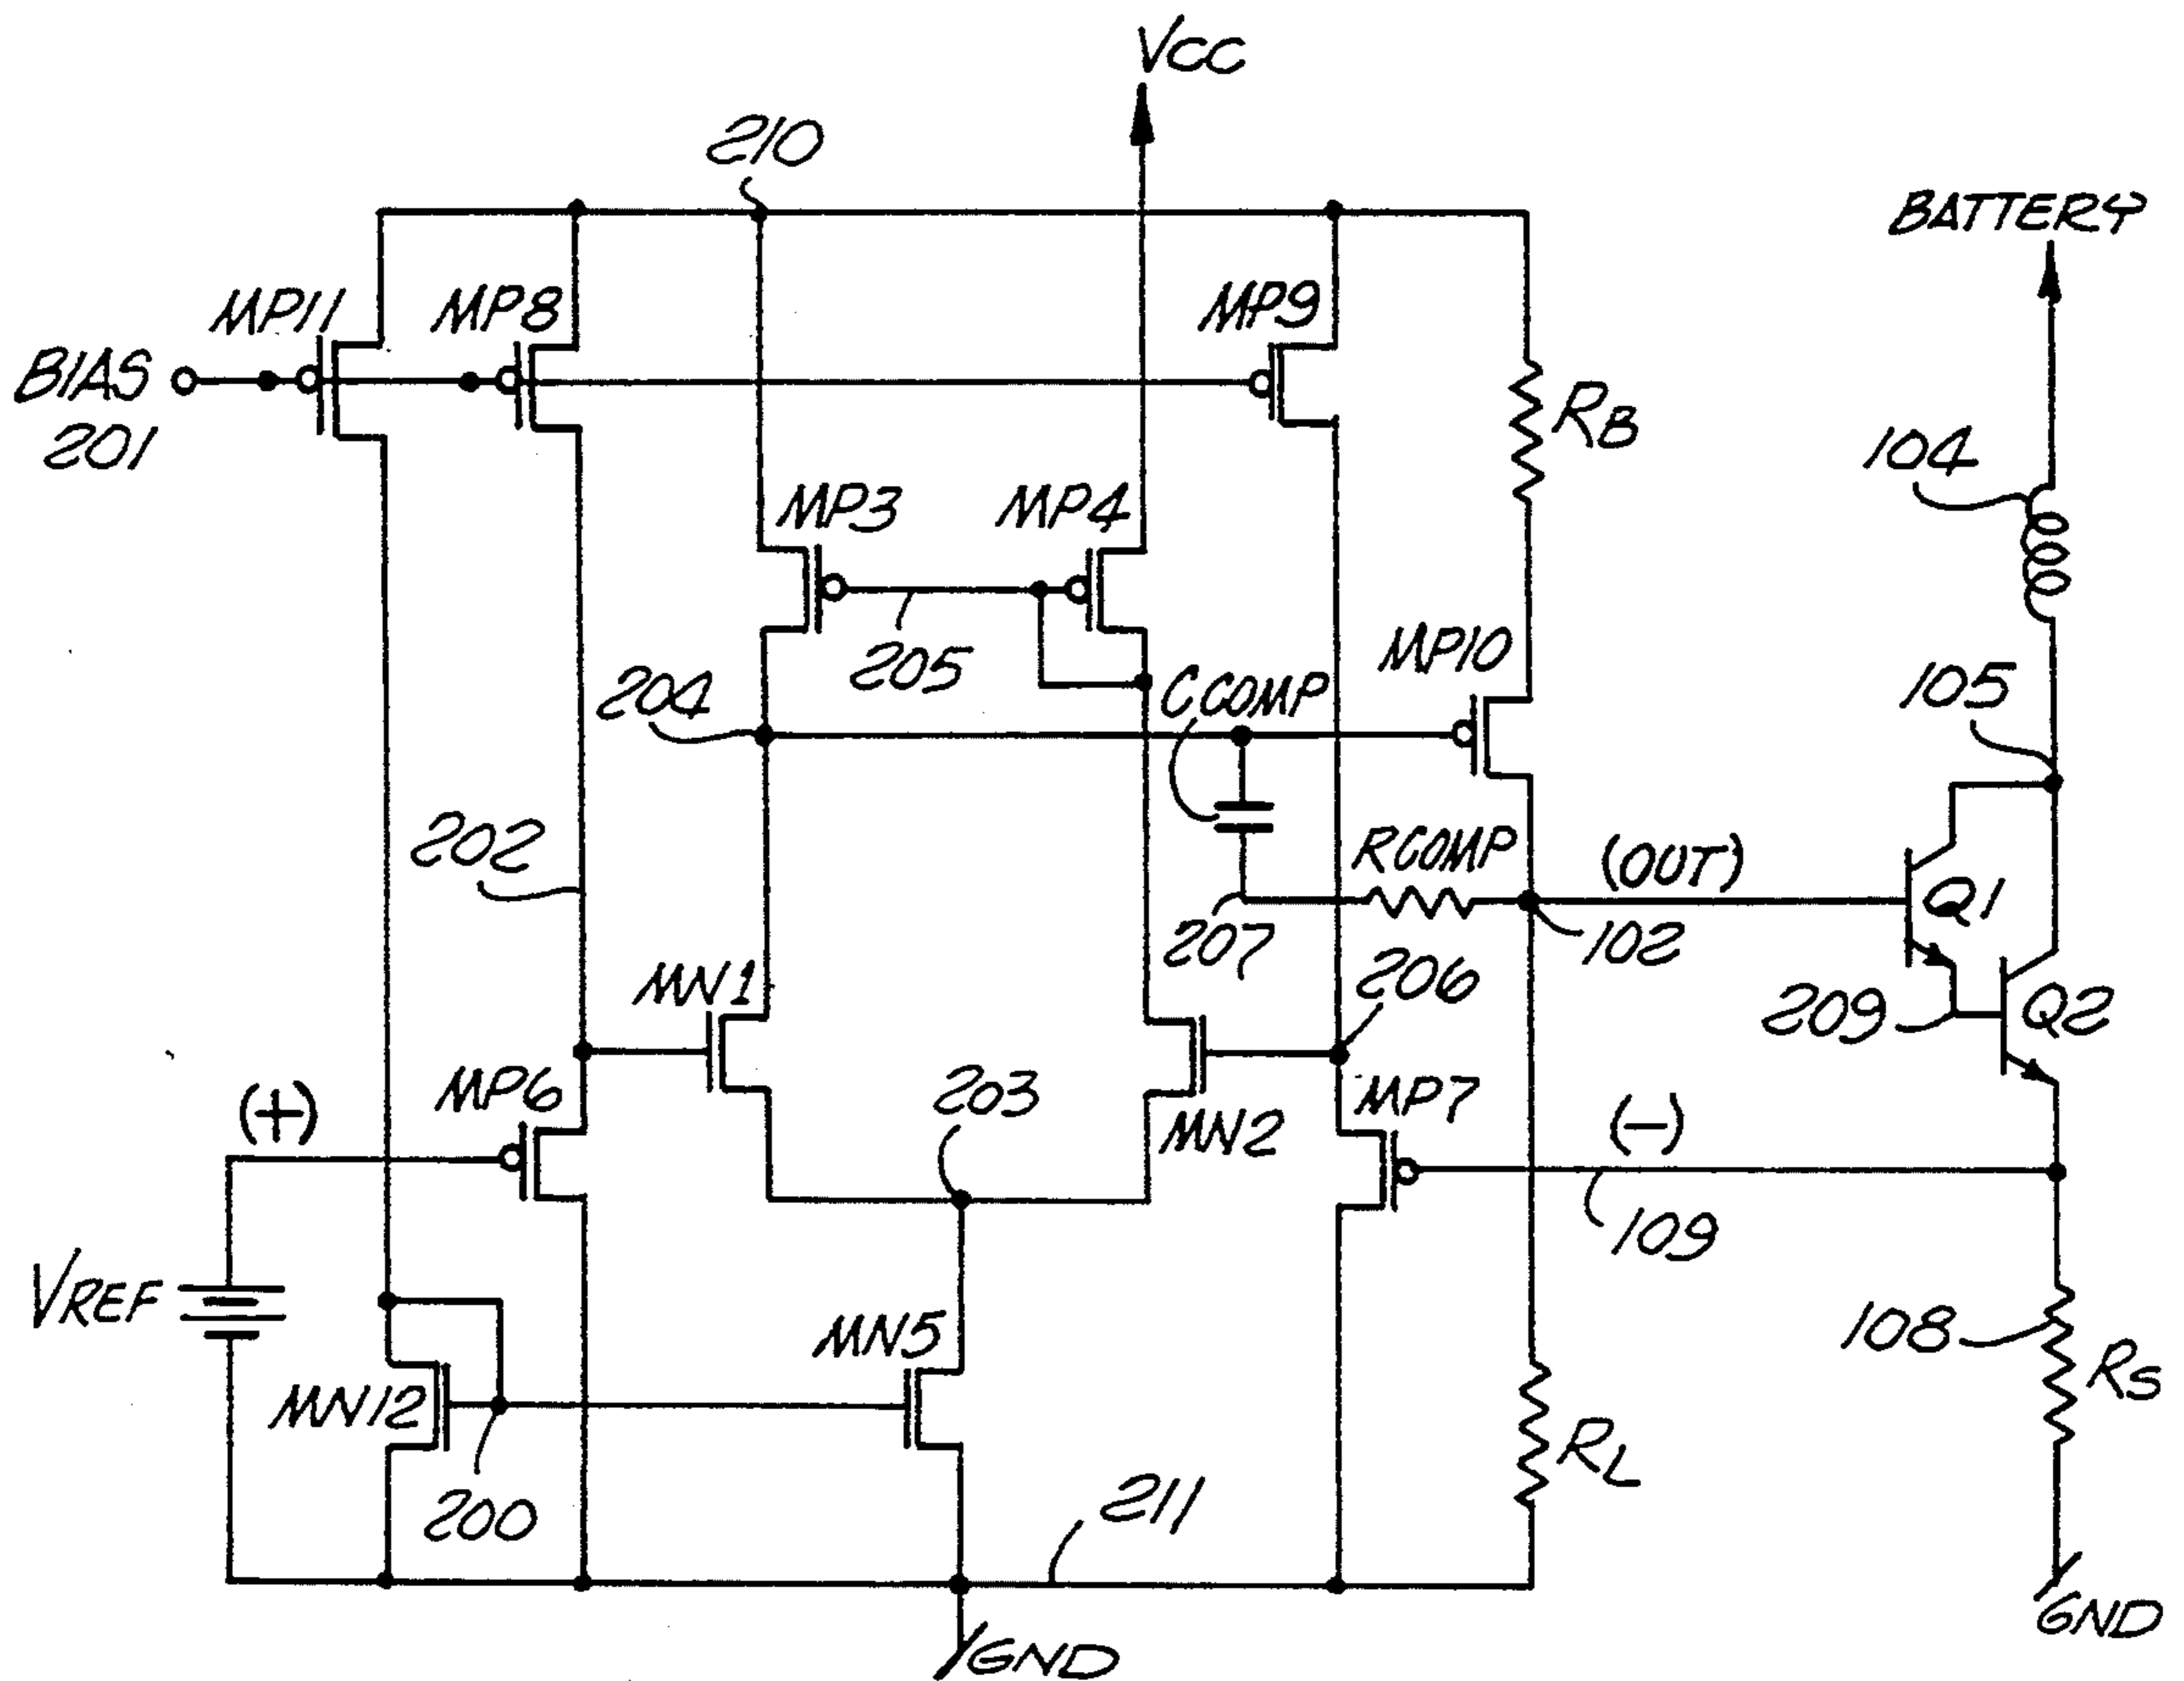 VCC
210
BATTERY
MP11
MP8
MP9
BIAS
201
RB
104
MP3
MP4
205
MP10
204
CCOMP
105
202
RCOMP
(OUT)
Q1
207
102
206
MN1
209
Q2
(+)
MP6
203
MN2
MP7
(-)
109
VREF
MN5
108
RS
MN12
RL
200
211
GND
GND